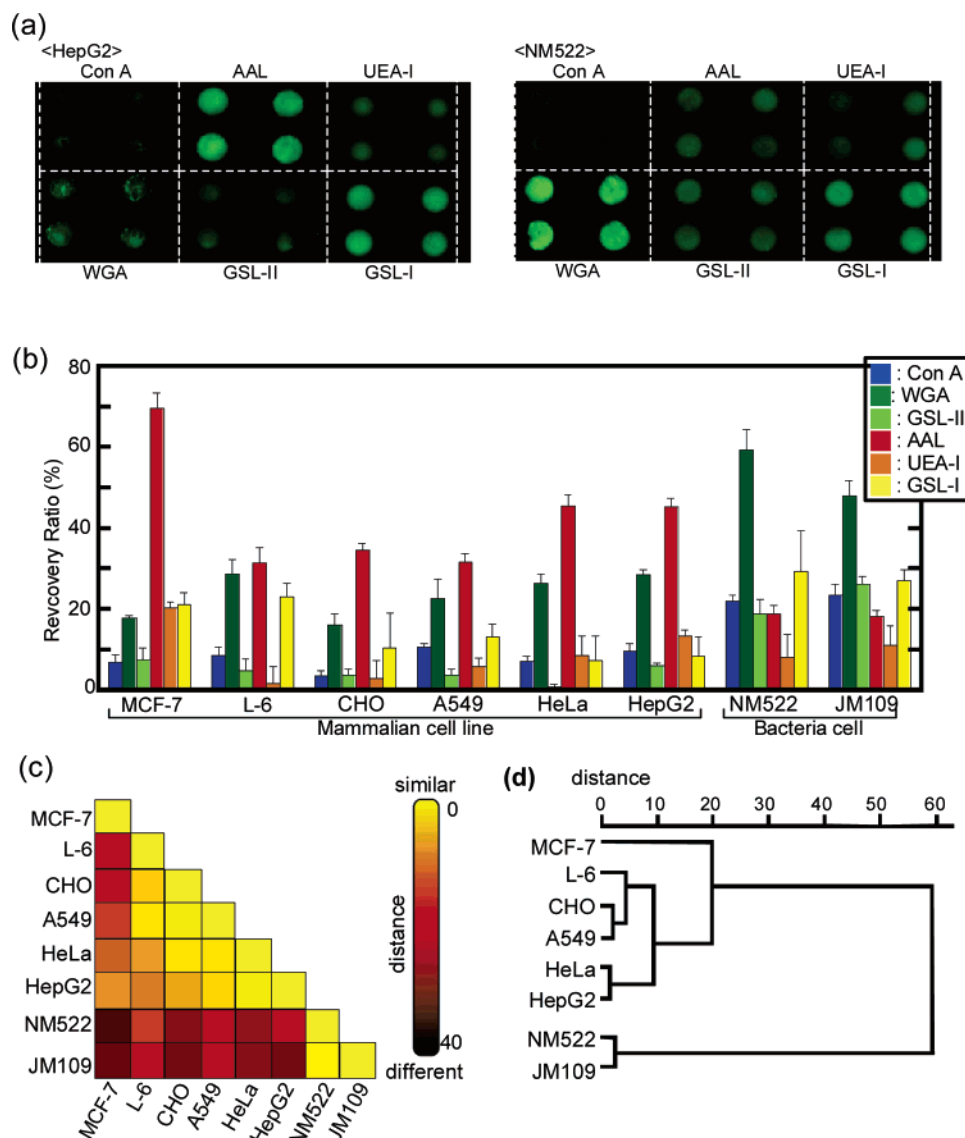 (a)
<HepG2>
Con A AAL UEA-I
WGA GSL-II GSL-I
<NM522>
Con A AAL UEA-I
WGA GSL-II GSL-I
(b)
Revcovery Ratio (%)
80
60
40
20
0
: Con A
: WGA
: GSL-II
: AAL
: UEA-I
: GSL-I
MCF-7 L-6 CHO A549 HeLa HepG2 NM522 JM109
Mammalian cell line Bacteria cell
(c)
MCF-7
L-6
CHO
A549
HeLa
HepG2
NM522
JM109
MCF-7 L-6 CHO A549 HeLa HepG2 NM522 JM109
similar
0
distance
40
different
(d)
distance
0 10 20 30 40 50 60
MCF-7
L-6
CHO
A549
HeLa
HepG2
NM522
JM109